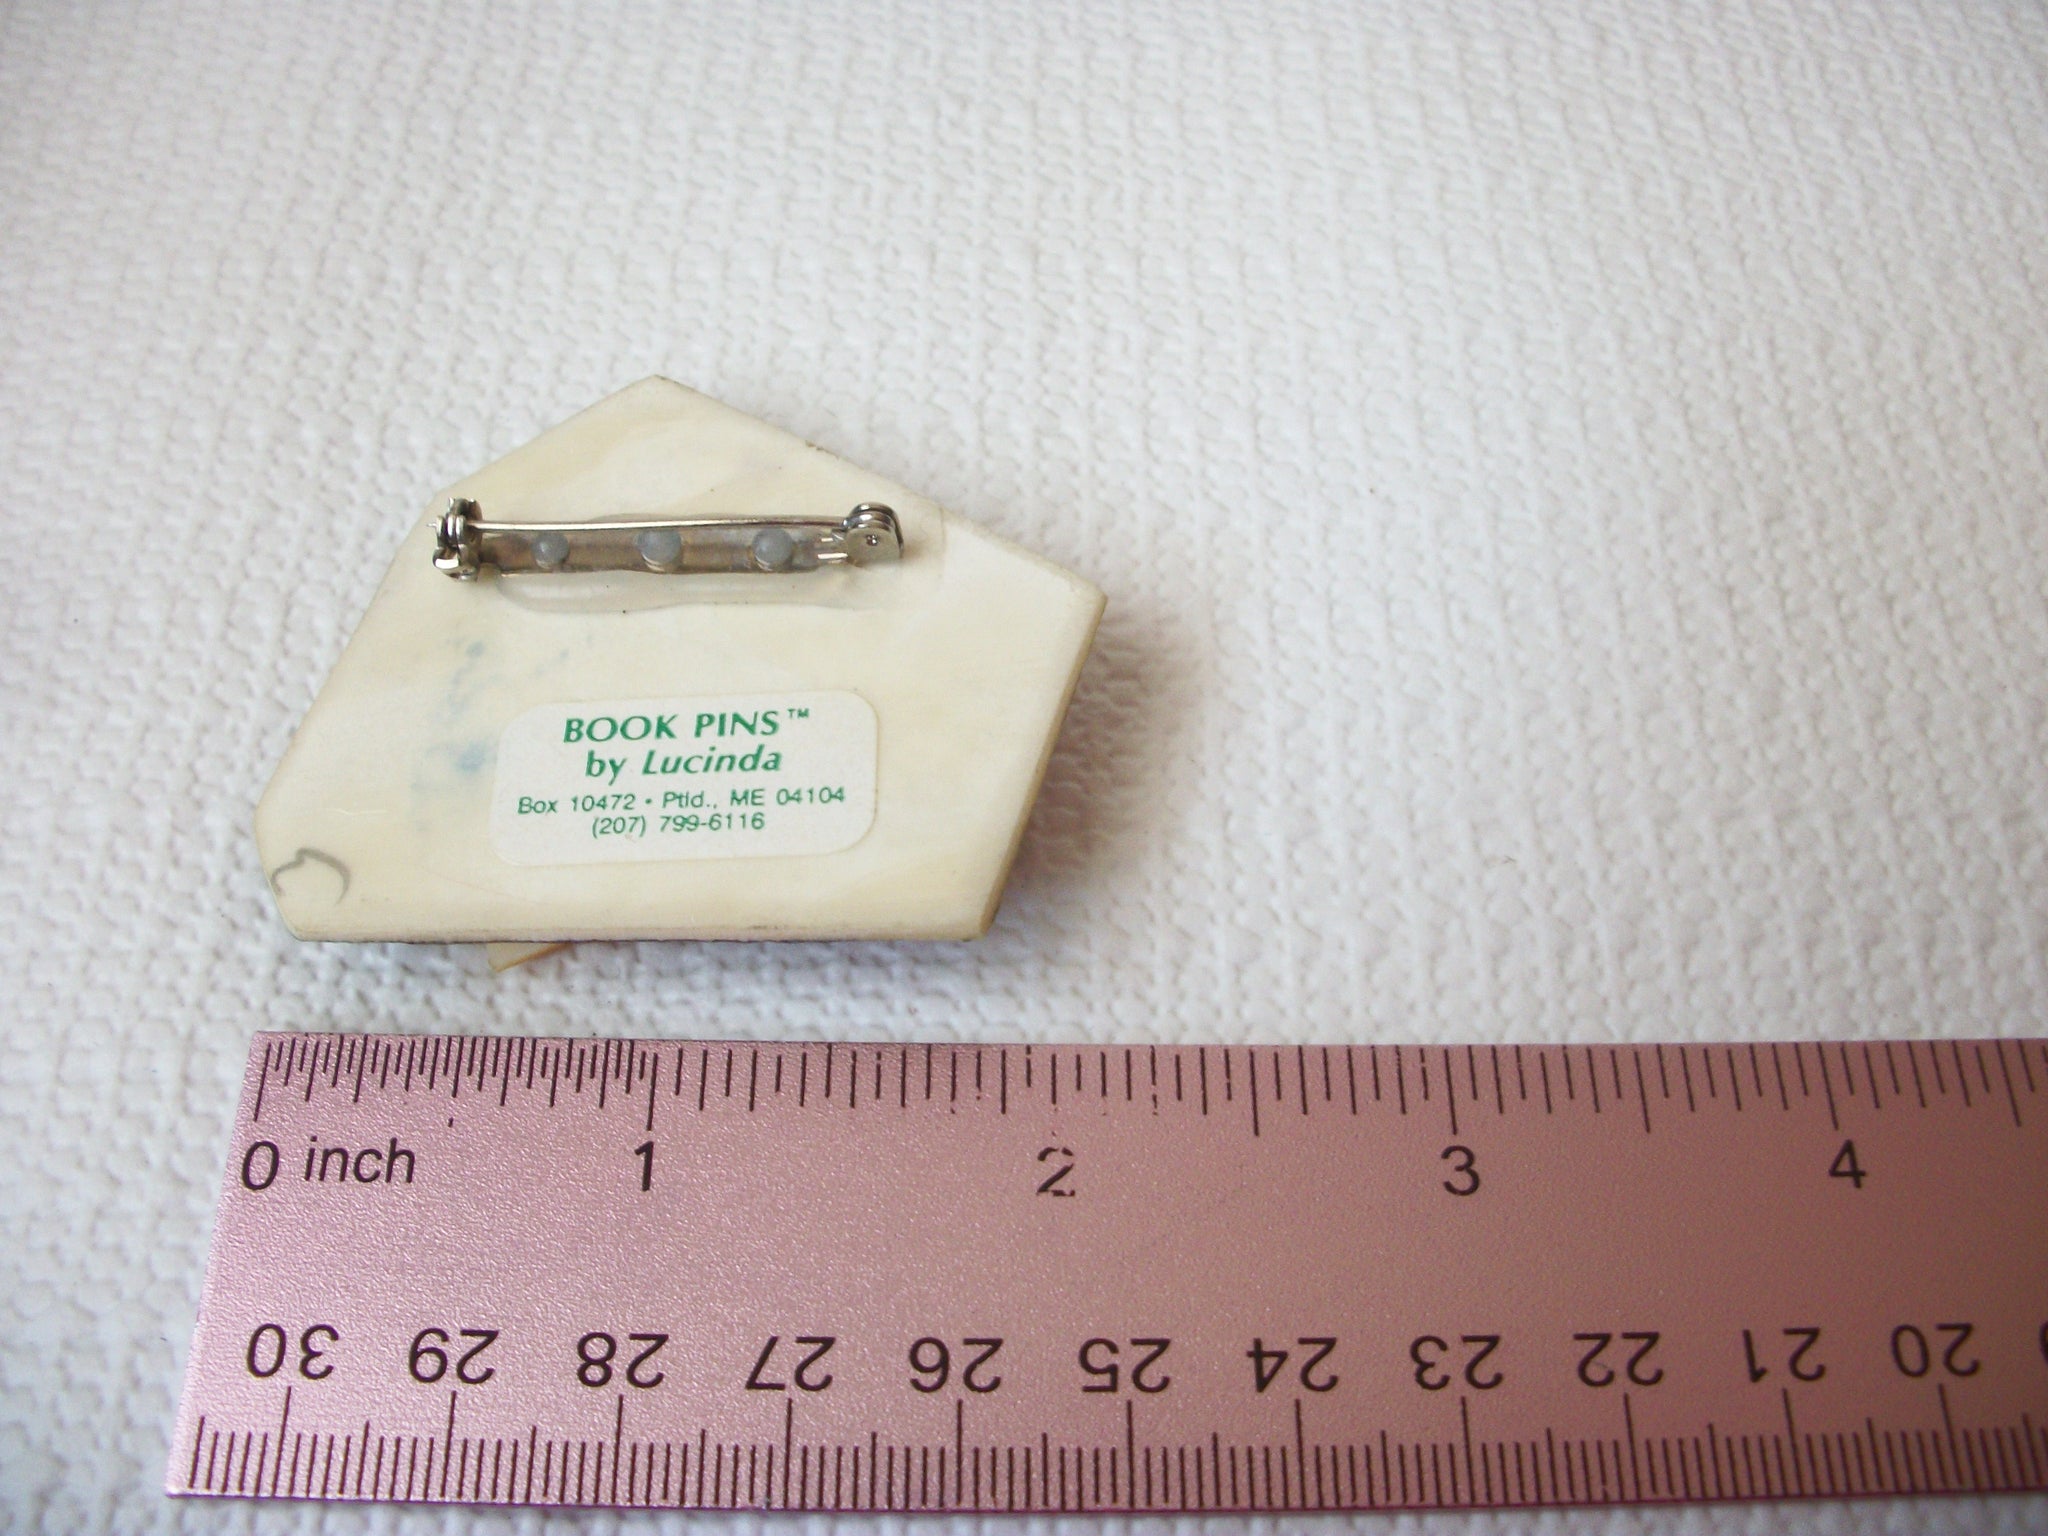 BOOK PINS™
by Lucinda
Box 10472 • Ptld., ME 04104
(207) 799-6116
0 inch 1 2 3 4
30 29 28 27 26 25 24 23 22 21 20